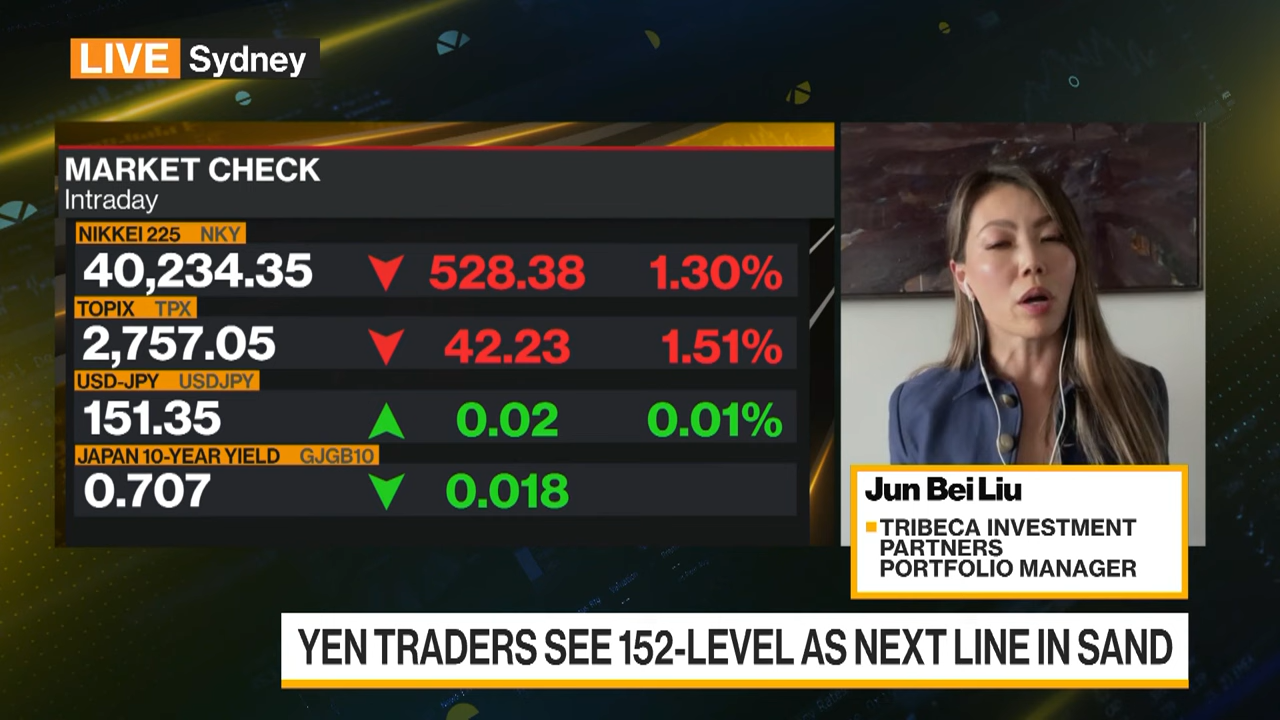 LIVE Sydney
MARKET CHECK
Intraday
NIKKEI 225 NKY
40,234.35 528.38 1.30%
TOPIX TPX
2,757.05 42.23 1.51%
USD-JPY USDJPY
151.35 0.02 0.01%
JAPAN 10-YEAR YIELD GJGB10
0.707 0.018
Jun Bei Liu
TRIBECA INVESTMENT
PARTNERS
PORTFOLIO MANAGER
YEN TRADERS SEE 152-LEVEL AS NEXT LINE IN SAND